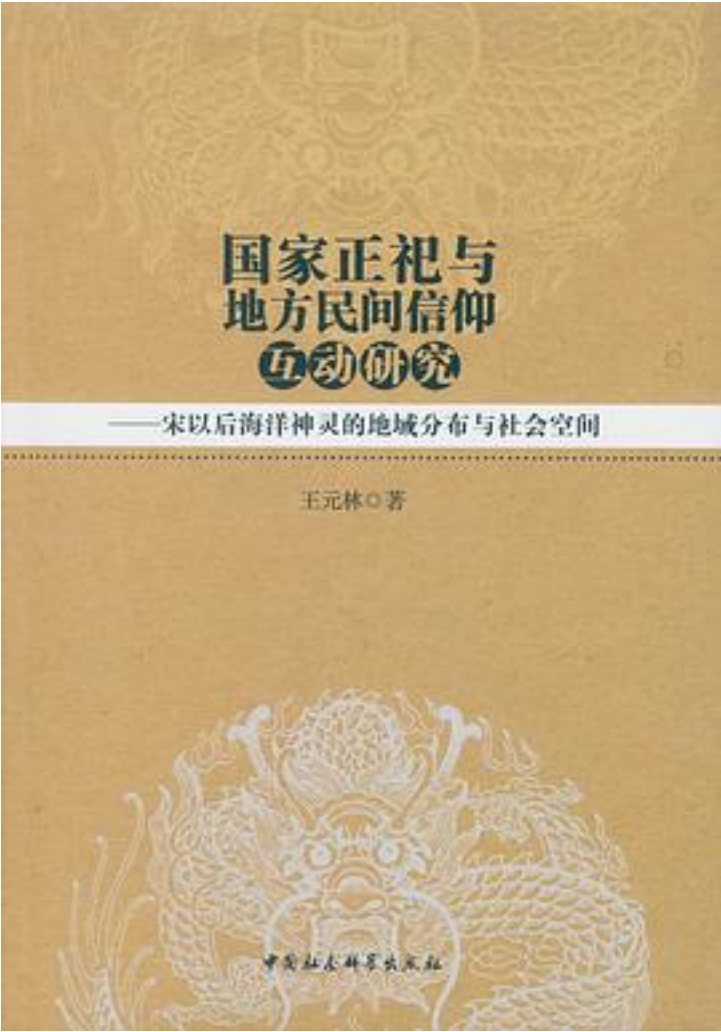 国家正祀与
地方民间信仰
互动研究
——宋以后海洋神灵的地域分布与社会空间
王元林◎著
中国社会科学出版社